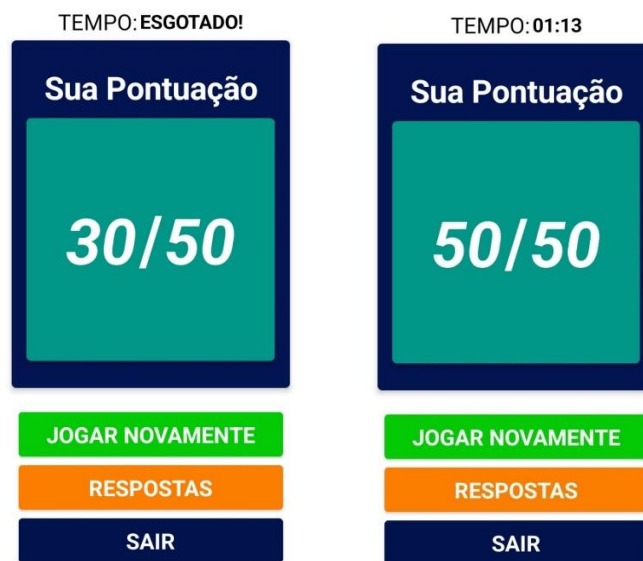 TEMPO: ESGOTADO!
Sua Pontuação
30/50
JOGAR NOVAMENTE
RESPOSTAS
SAIR
TEMPO: 01:13
Sua Pontuação
50/50
JOGAR NOVAMENTE
RESPOSTAS
SAIR